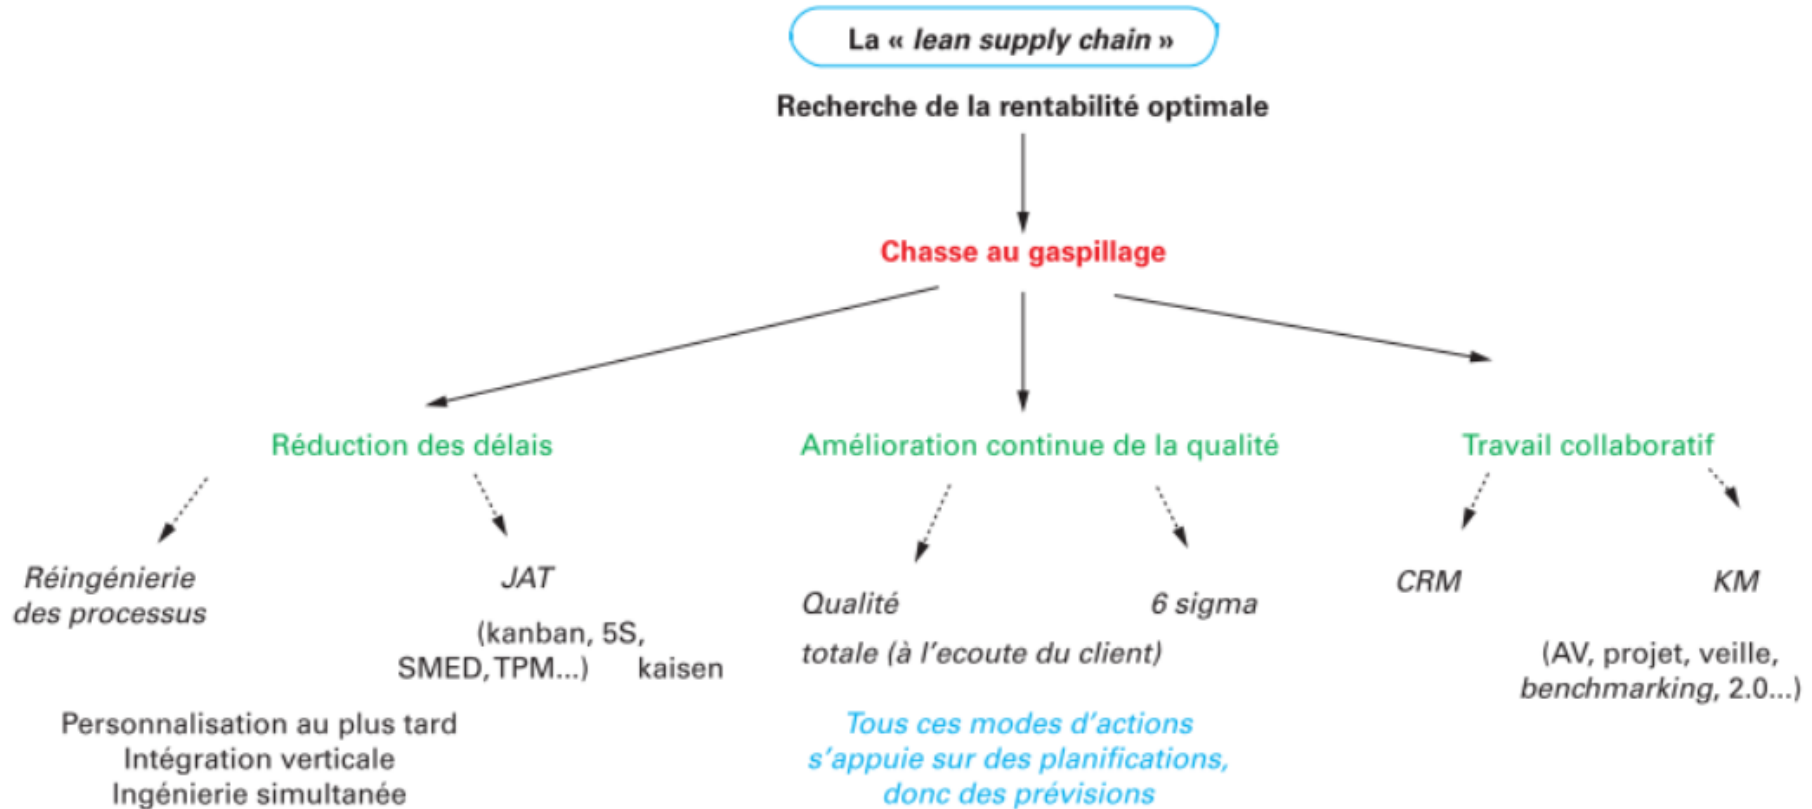 La « lean supply chain »
Recherche de la rentabilité optimale
Chasse au gaspillage
Réduction des délais
Amélioration continue de la qualité
Travail collaboratif
Réingénierie
des processus
JAT
(kanban, 5S,
SMED, TPM...) kaisen
Personnalisation au plus tard
Intégration verticale
Ingénierie simultanée
Qualité
totale (à l'ecoute du client)
6 sigma
Tous ces modes d'actions
s'appuie sur des planifications,
donc des prévisions
CRM
KM
(AV, projet, veille,
benchmarking, 2.0...)